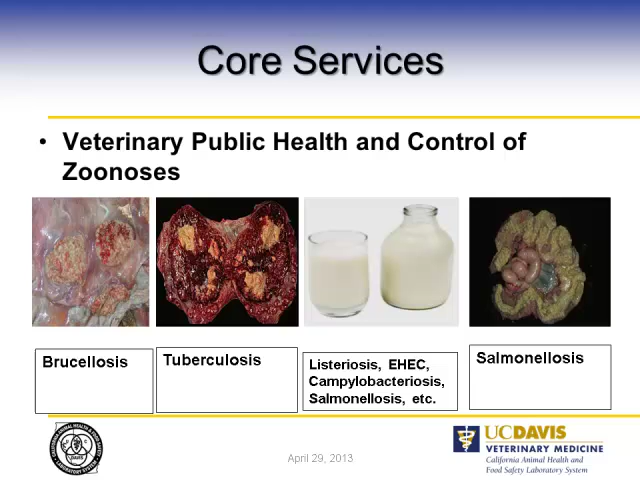 Core Services
• Veterinary Public Health and Control of
Zoonoses
Brucellosis
Tuberculosis
Listeriosis, EHEC,
Campylobacteriosis,
Salmonellosis, etc.
Salmonellosis
April 29, 2013
UCDAVIS
VETERINARY MEDICINE
California Animal Health and
Food Safety Laboratory System